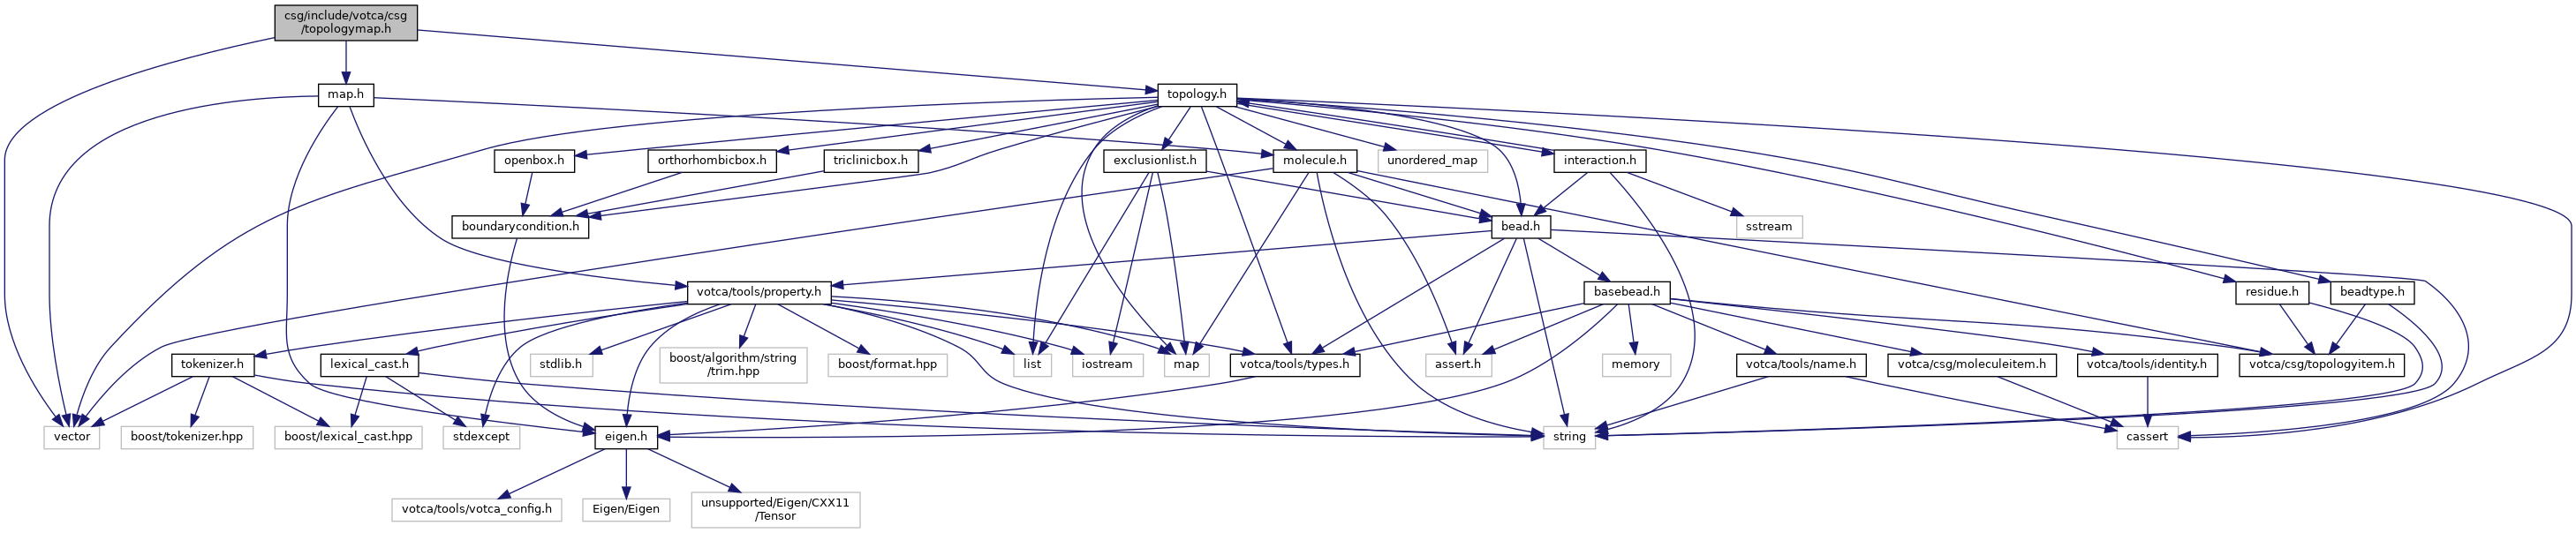 csg/include/votca/csg
/topologymap.h
map.h
topology.h
openbox.h
orthorhombicbox.h
triclinicbox.h
exclusionlist.h
molecule.h
unordered_map
interaction.h
boundarycondition.h
bead.h
sstream
votca/tools/property.h
basebead.h
residue.h
beadtype.h
tokenizer.h
lexical_cast.h
stdlib.h
boost/algorithm/string
/trim.hpp
boost/format.hpp
list
iostream
map
votca/tools/types.h
assert.h
memory
votca/tools/name.h
votca/csg/moleculeitem.h
votca/tools/identity.h
votca/csg/topologyitem.h
vector
boost/tokenizer.hpp
boost/lexical_cast.hpp
stdexcept
eigen.h
string
cassert
votca/tools/votca_config.h
Eigen/Eigen
unsupported/Eigen/CXX11
/Tensor